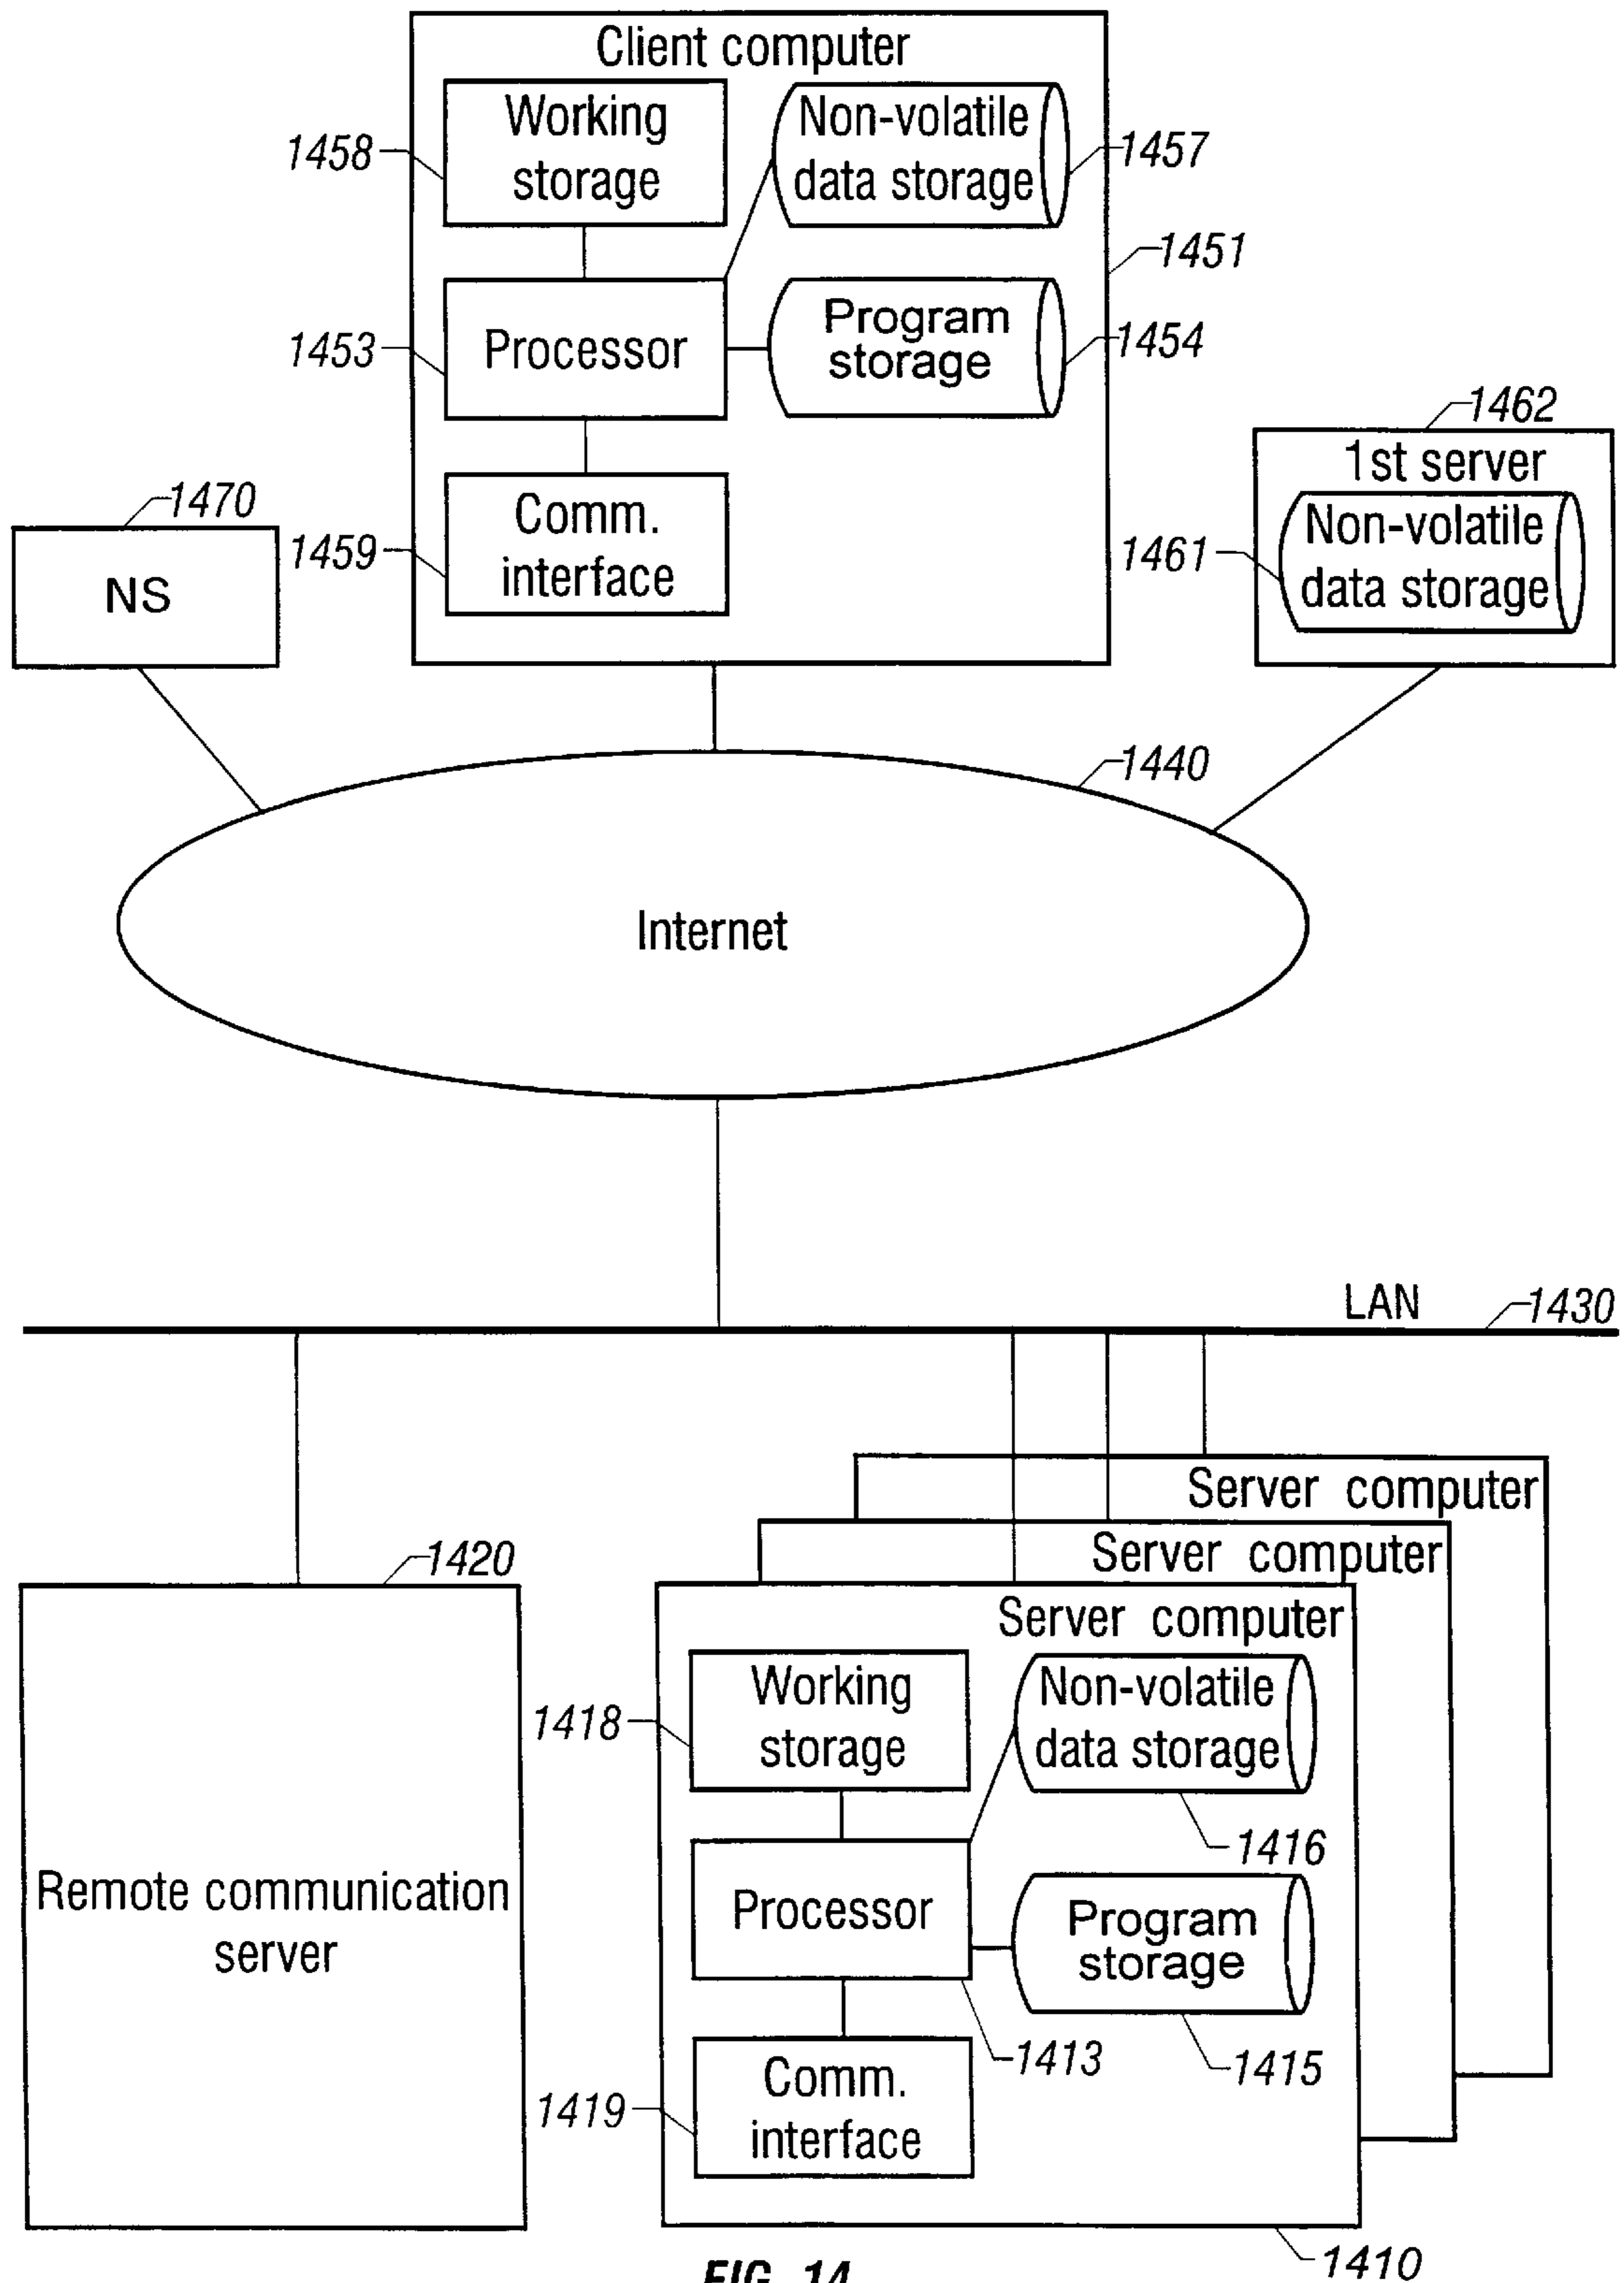 Client computer
Working
storage
1458
Non-volatile
data storage
1457
1451
Processor
1453
Program
storage
1454
1462
1st server
Non-volatile
data storage
1461
1470
NS
Comm.
interface
1459
1440
Internet
LAN
1430
Server computer
Server computer
Server computer
1420
Remote communication
server
Working
storage
1418
Non-volatile
data storage
1416
Processor
1413
Program
storage
1415
Comm.
interface
1419
1410
FIG. 14